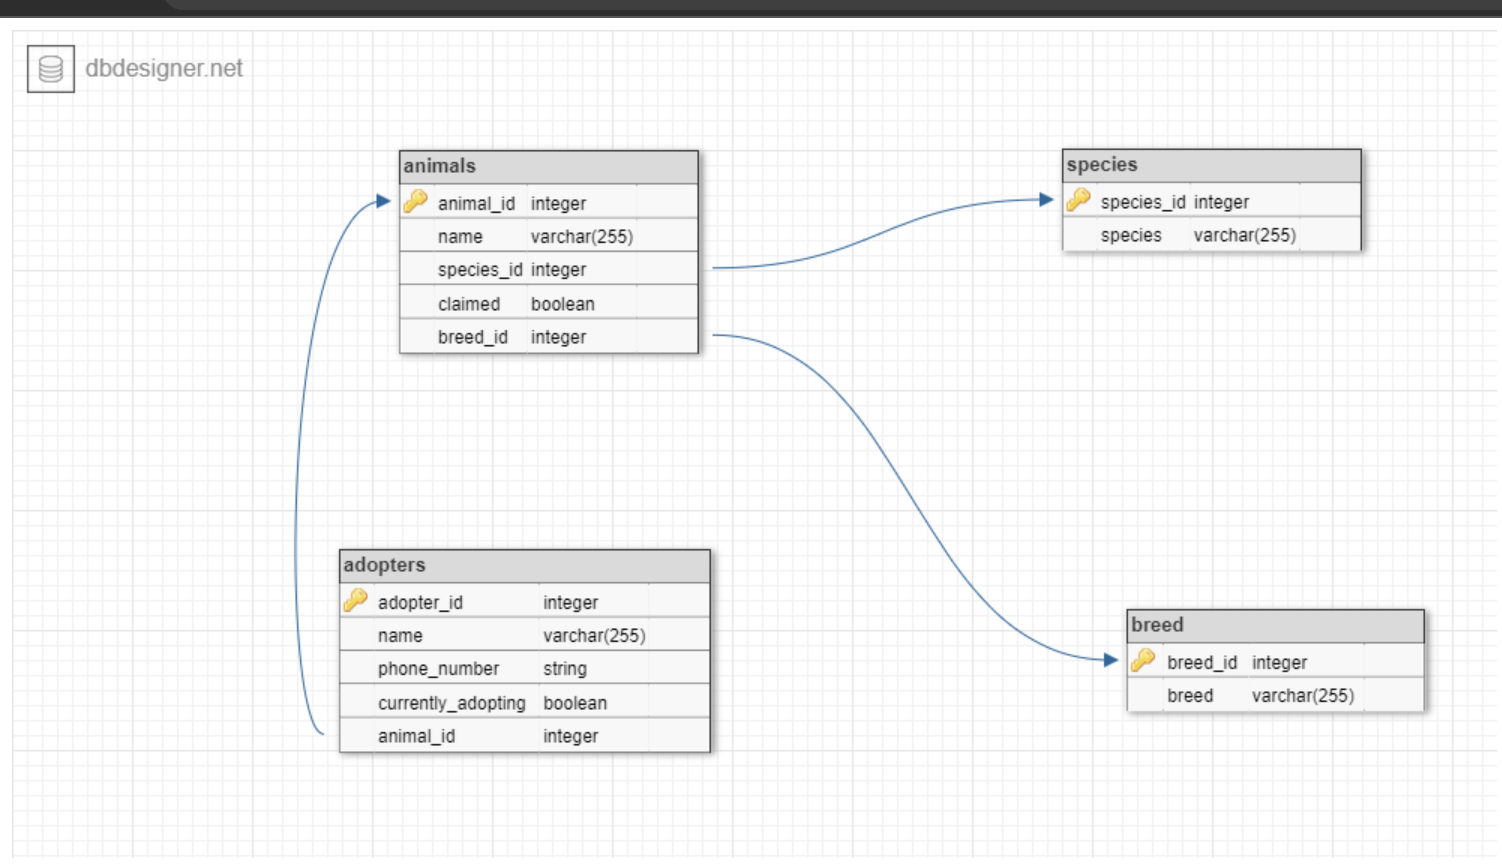 dbdesigner.net
animals
animal_id integer
name varchar(255)
species_id integer
claimed boolean
breed_id integer
species
species_id integer
species varchar(255)
adopters
adopter_id integer
name varchar(255)
phone_number string
currently_adopting boolean
animal_id integer
breed
breed_id integer
breed varchar(255)